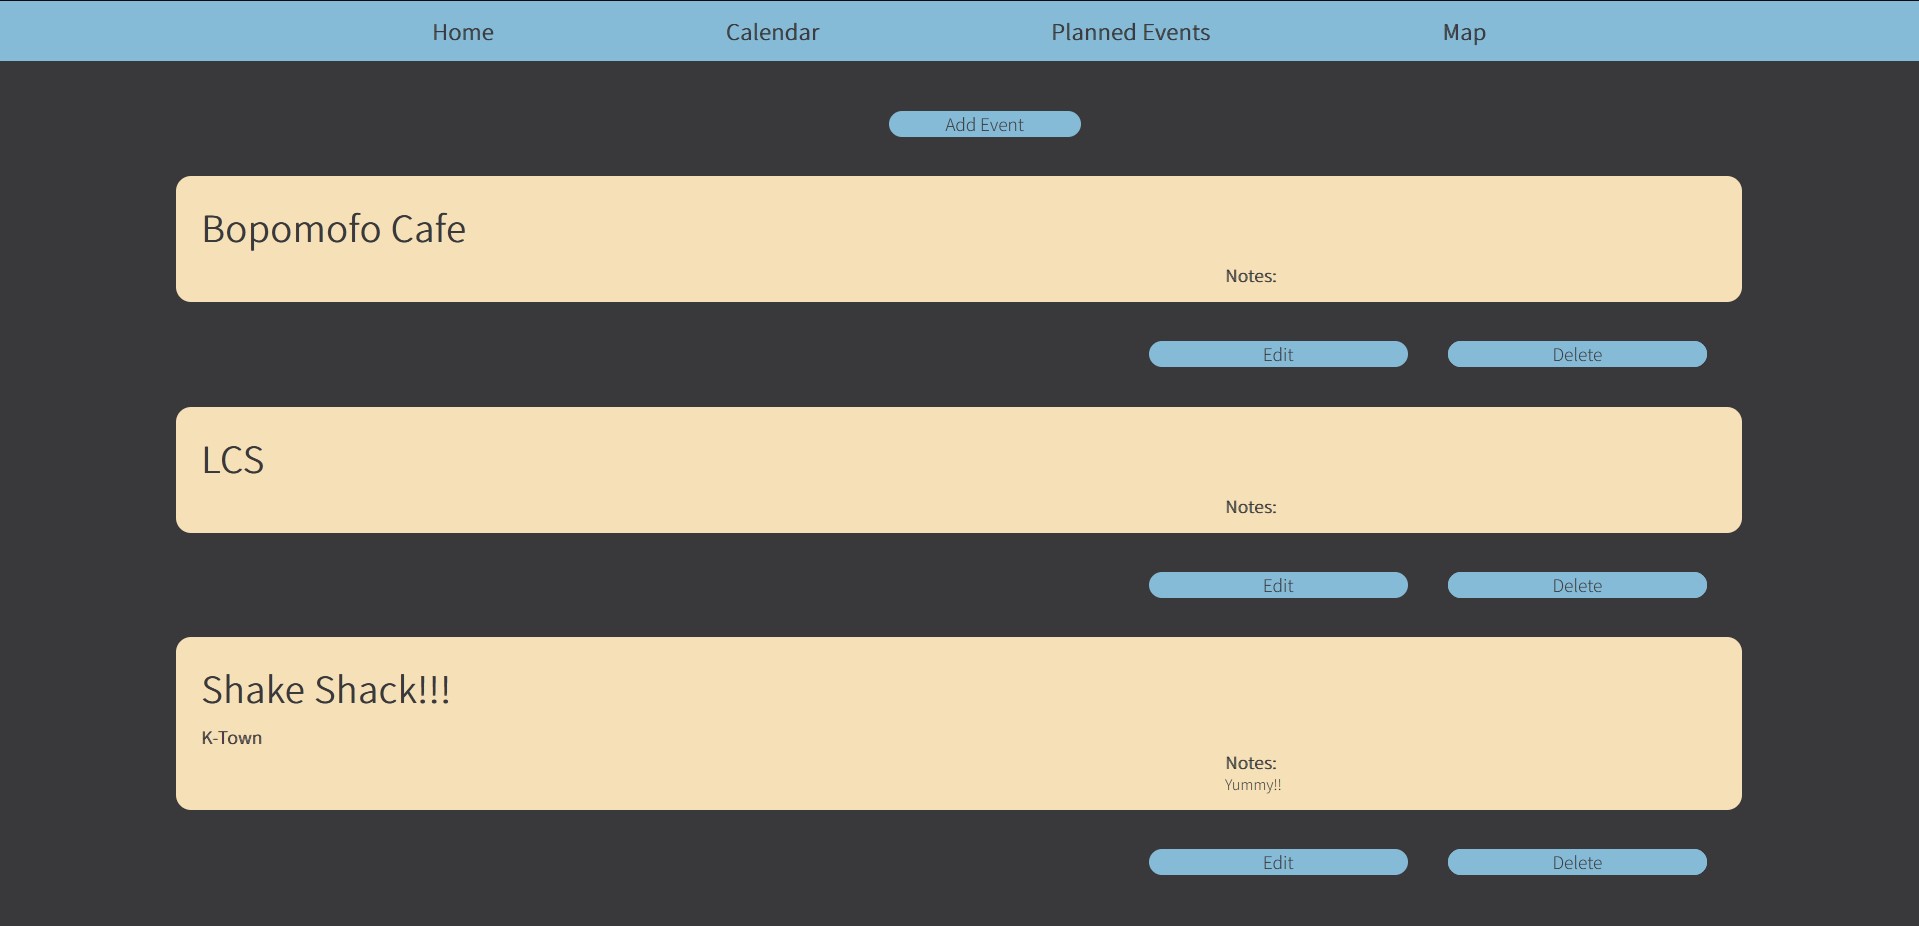 Home Calendar Planned Events Map
Add Event
Bopomofo Cafe
Notes:
Edit Delete
LCS
Notes:
Edit Delete
Shake Shack!!!
K-Town
Notes:
Yummy!!
Edit Delete